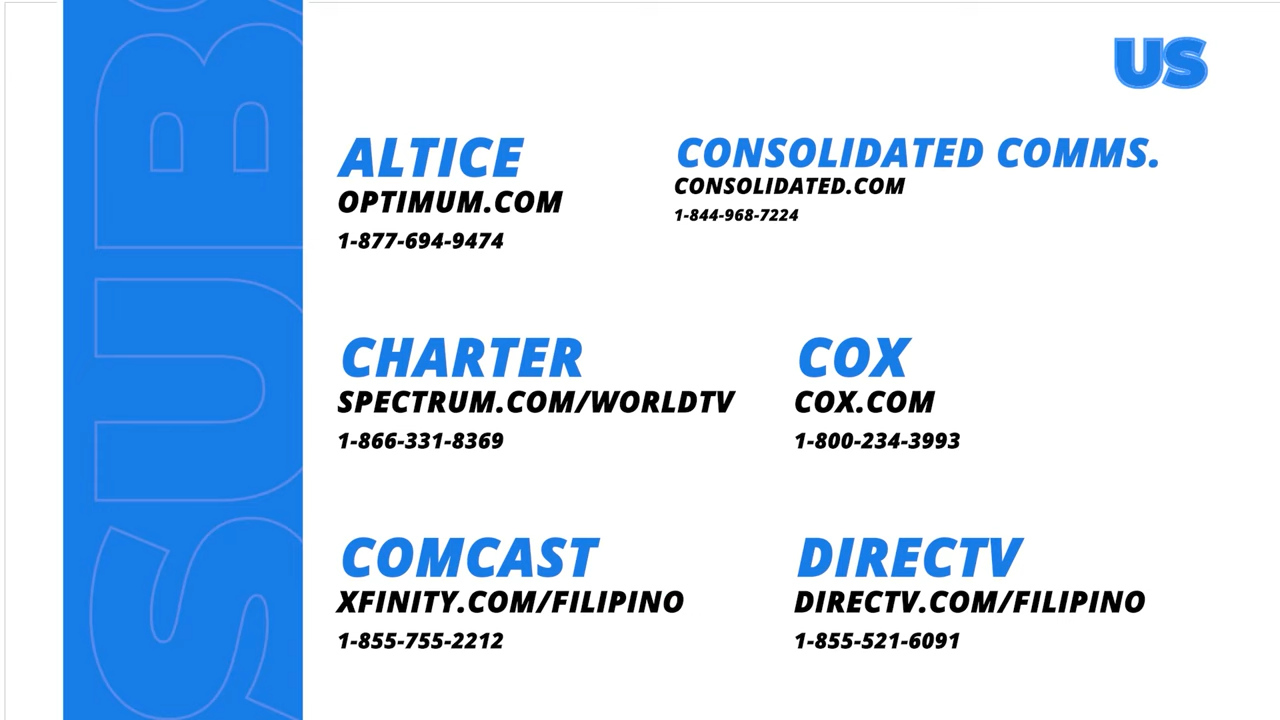 SUB
US
ALTICE
OPTIMUM.COM
1-877-694-9474
CONSOLIDATED COMMS.
CONSOLIDATED.COM
1-844-968-7224
CHARTER
SPECTRUM.COM/WORLDTV
1-866-331-8369
COX
COX.COM
1-800-234-3993
COMCAST
XFINITY.COM/FILIPINO
1-855-755-2212
DIRECTV
DIRECTV.COM/FILIPINO
1-855-521-6091